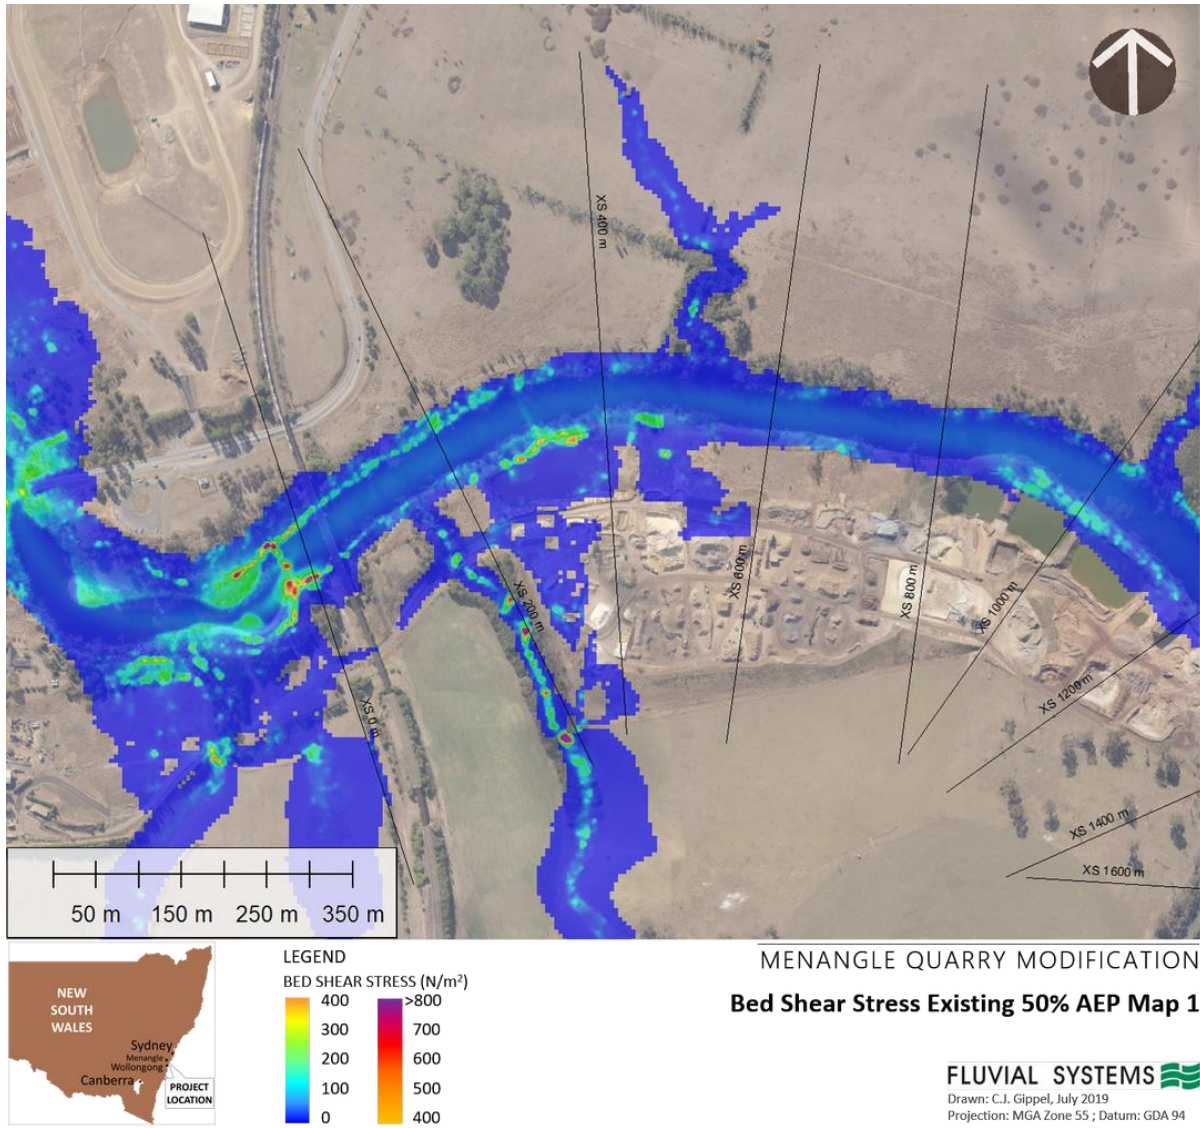 XS 400 m
XS 200 m
XS 600 m
XS 800 m
XS 1000 m
XS 1200 m
XS 0 m
XS 1400 m
XS 1600 m
50 m 150 m 250 m 350 m
NEW
SOUTH
WALES
Sydney
Menangle
Wollongong
Canberra
PROJECT
LOCATION
LEGEND
BED SHEAR STRESS (N/m²)
400 >800
300 700
200 600
100 500
0 400
MENANGLE QUARRY MODIFICATION
Bed Shear Stress Existing 50% AEP Map 1
FLUVIAL SYSTEMS
Drawn: C.J. Gippel, July 2019
Projection: MGA Zone 55 ; Datum: GDA 94